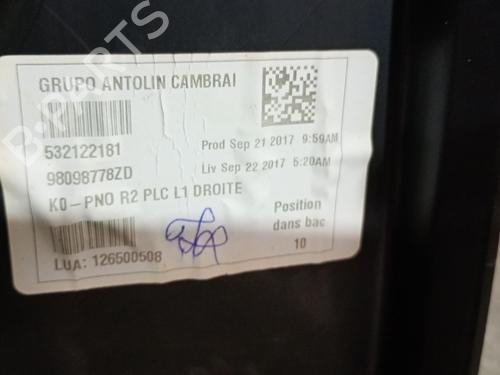 GRUPO ANTOLIN CAMBRAI
532122181
Prod Sep 21 2017 9:59AM
98098778ZD
Liv Sep 22 2017 5:20AM
K0-PNO R2 PLC L1 DROITE
Position
dans bac
10
LUA: 126500508
B-PARTS